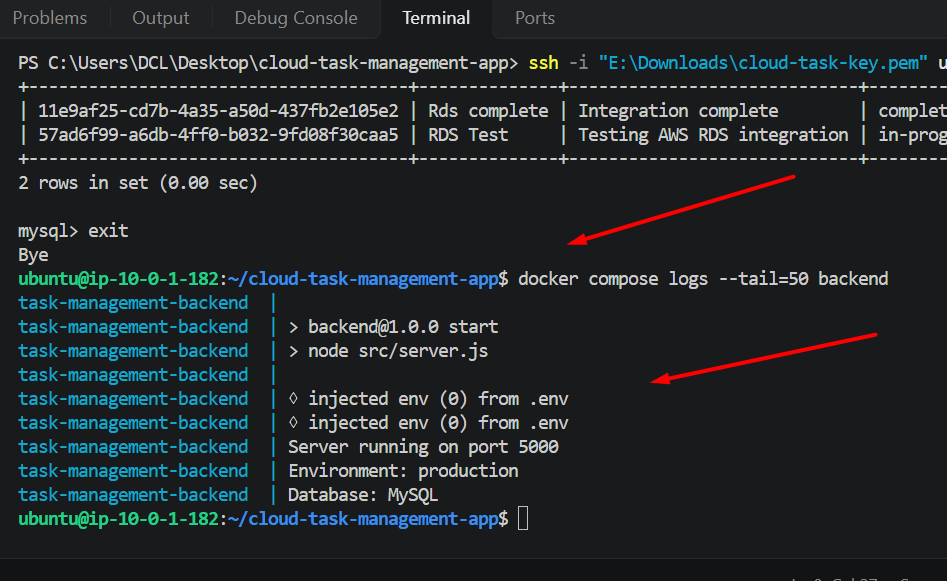 Problems Output Debug Console Terminal Ports
PS C:\Users\DCL\Desktop\cloud-task-management-app> ssh -i "E:\Downloads\cloud-task-key.pem" u
+--------------------------------------+--------------+-----------------------------+--------
| 11e9af25-cd7b-4a35-a50d-437fb2e105e2 | Rds complete | Integration complete | complet
| 57ad6f99-a6db-4ff0-b032-9fd08f30caa5 | RDS Test | Testing AWS RDS integration | in-prog
+--------------------------------------+--------------+-----------------------------+--------
2 rows in set (0.00 sec)
mysql> exit
Bye
ubuntu@ip-10-0-1-182:~/cloud-task-management-app$ docker compose logs --tail=50 backend
task-management-backend |
task-management-backend | > backend@1.0.0 start
task-management-backend | > node src/server.js
task-management-backend |
task-management-backend | ◊ injected env (0) from .env
task-management-backend | ◊ injected env (0) from .env
task-management-backend | Server running on port 5000
task-management-backend | Environment: production
task-management-backend | Database: MySQL
ubuntu@ip-10-0-1-182:~/cloud-task-management-app$